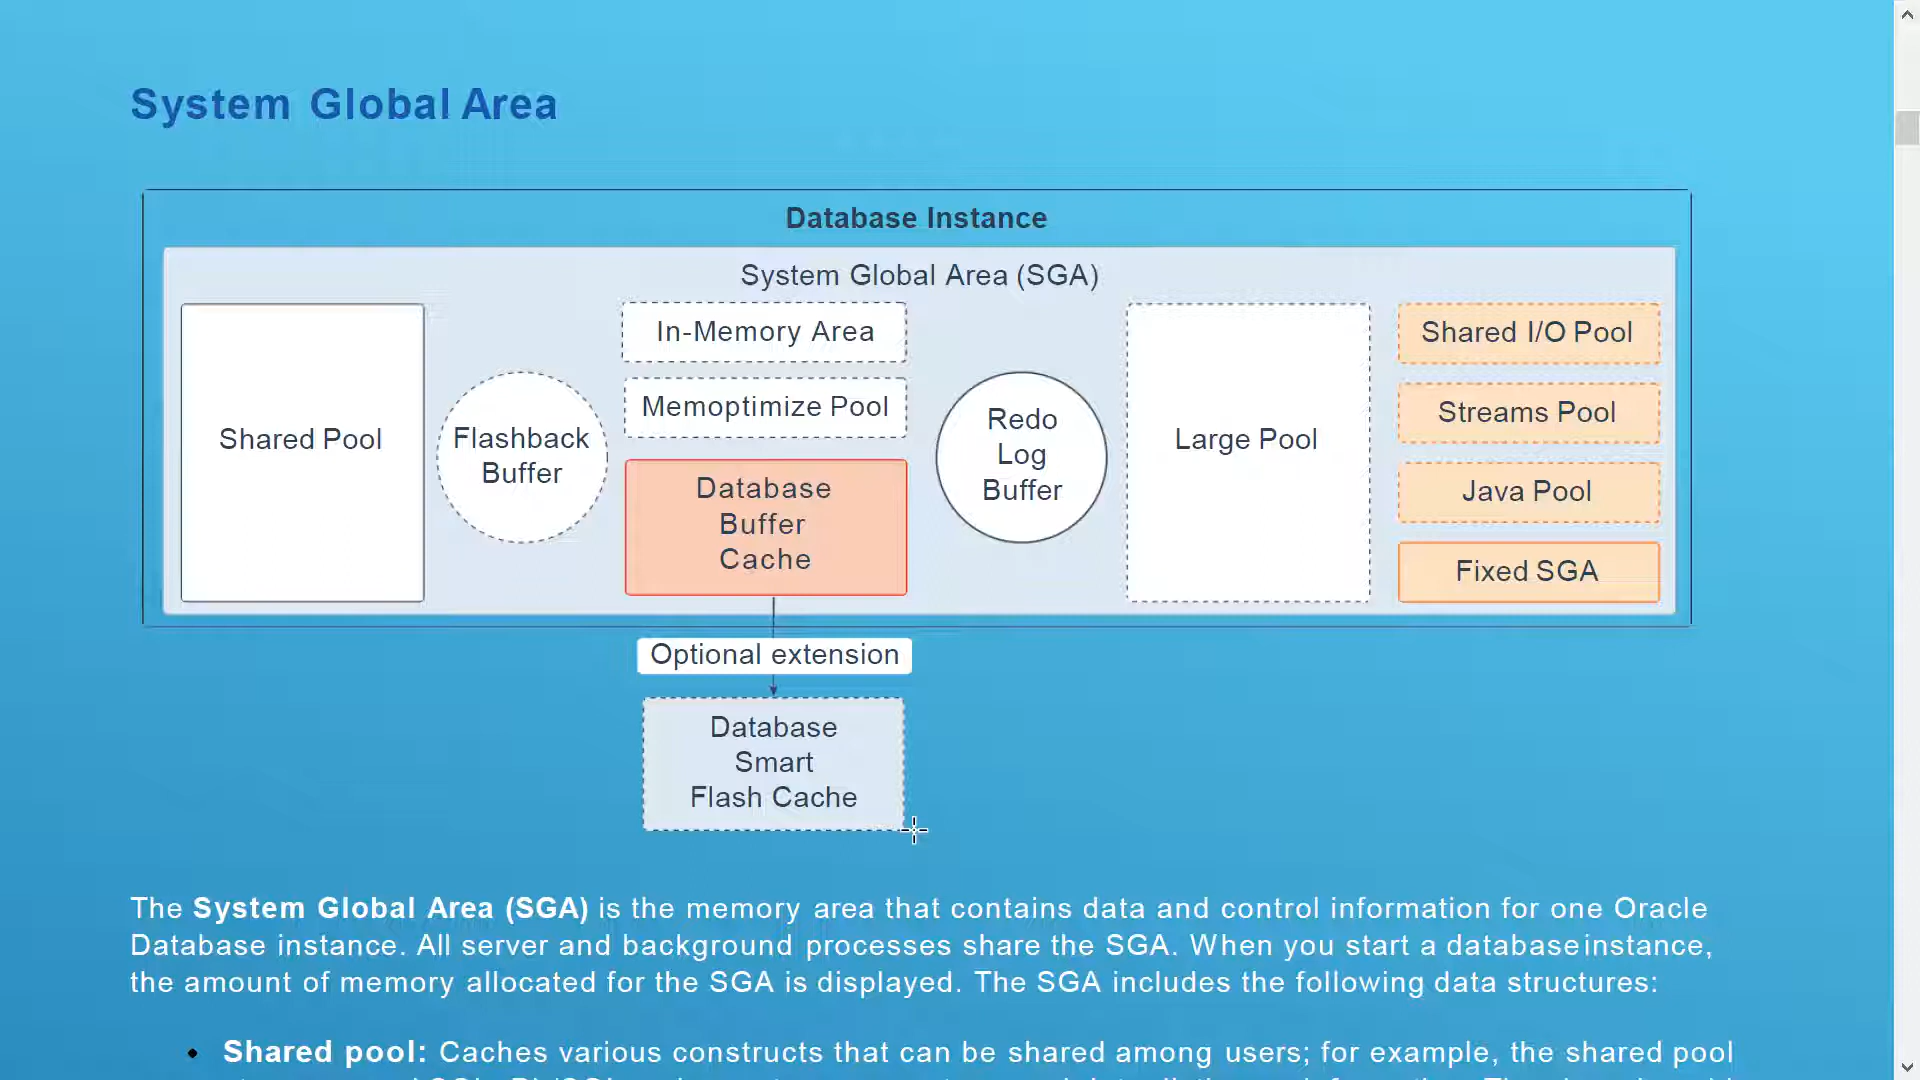 System Global Area
Database Instance
System Global Area (SGA)
Shared Pool
Flashback
Buffer
In-Memory Area
Memoptimize Pool
Database
Buffer
Cache
Redo
Log
Buffer
Large Pool
Shared I/O Pool
Streams Pool
Java Pool
Fixed SGA
Optional extension
Database
Smart
Flash Cache
The System Global Area (SGA) is the memory area that contains data and control information for one Oracle
Database instance. All server and background processes share the SGA. When you start a database instance,
the amount of memory allocated for the SGA is displayed. The SGA includes the following data structures:
• Shared pool: Caches various constructs that can be shared among users; for example, the shared pool